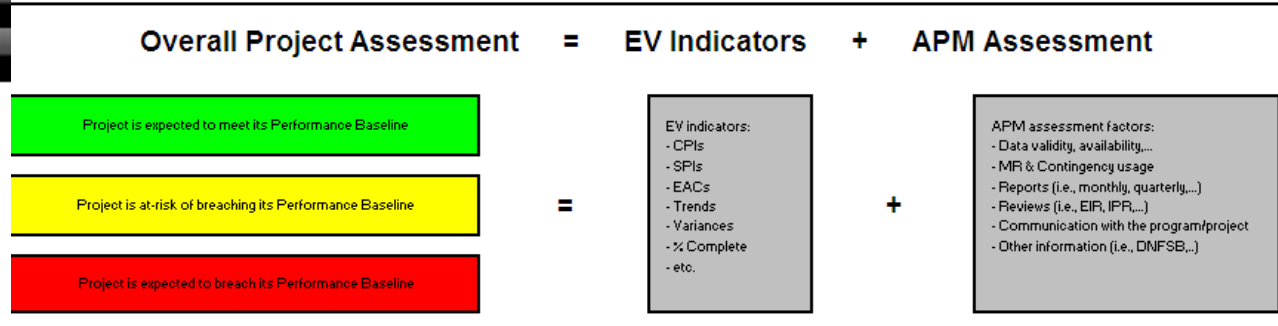 Overall Project Assessment = EV Indicators + APM Assessment
Project is expected to meet its Performance Baseline
Project is at-risk of breaching its Performance Baseline
Project is expected to breach its Performance Baseline
=
EV indicators:
- CPIs
- SPIs
- EACs
- Trends
- Variances
- % Complete
- etc.
+
APM assessment factors:
- Data validity, availability,...
- MR & Contingency usage
- Reports (i.e., monthly, quarterly,...)
- Reviews (i.e., EIR, IPR,...)
- Communication with the program/project
- Other information (i.e., DNFSB,..)